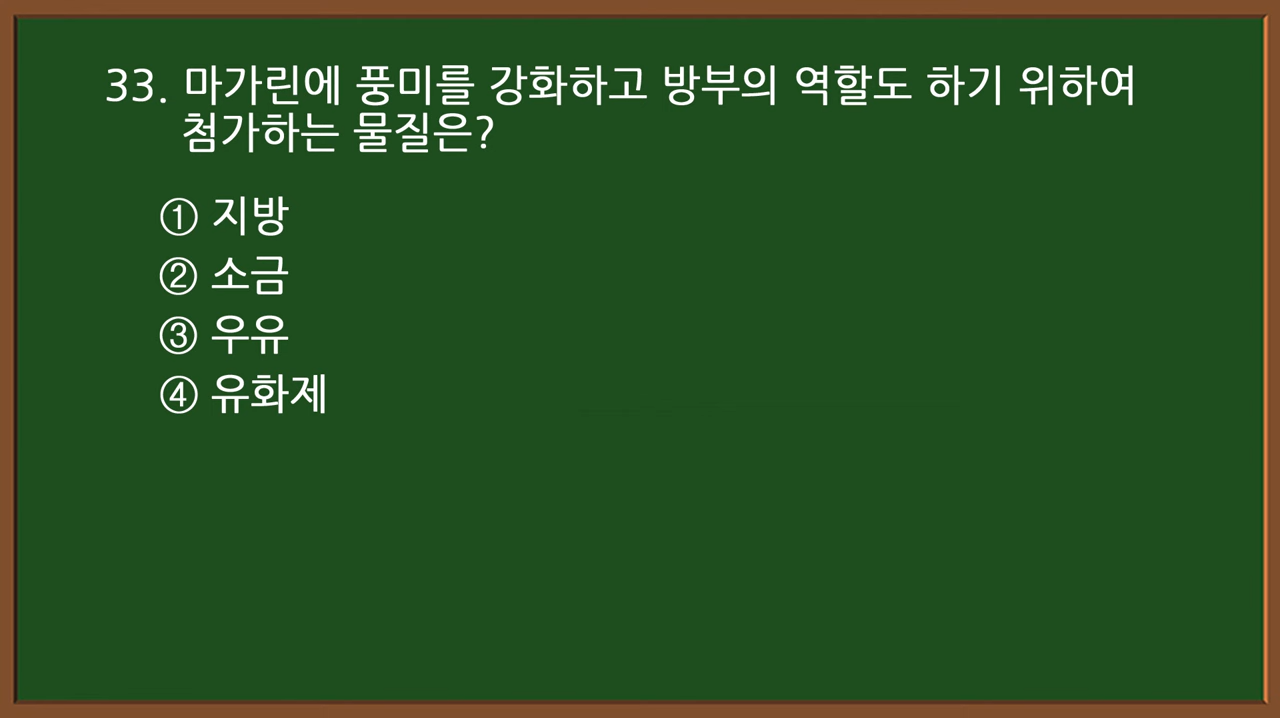 33. 마가린에 풍미를 강화하고 방부의 역할도 하기 위하여
첨가하는 물질은?
① 지방
② 소금
③ 우유
④ 유화제